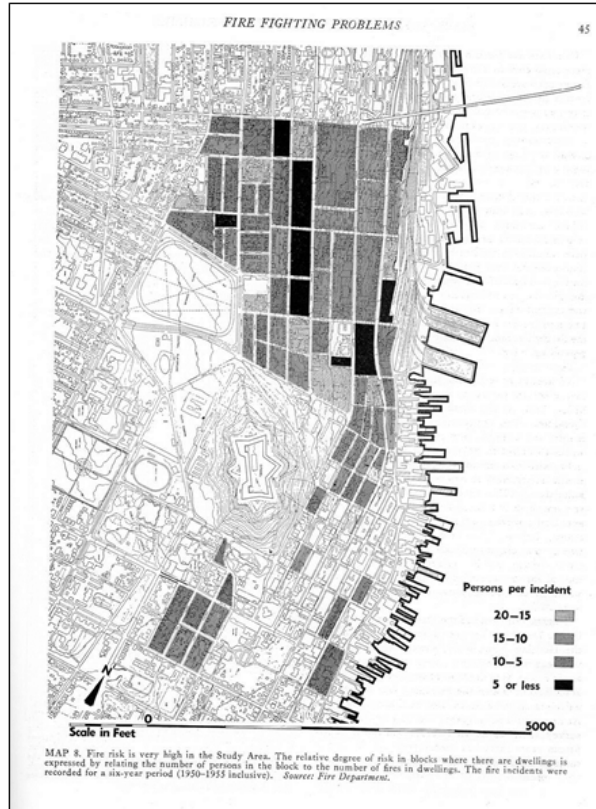 FIRE FIGHTING PROBLEMS
45
Persons per incident
20—15
15—10
10—5
5 or less
N
0
5000
Scale in Feet
MAP 8. Fire risk is very high in the Study Area. The relative degree of risk in blocks where there are dwellings is
expressed by relating the number of persons in the block to the number of fires in dwellings. The fire incidents were
recorded for a six-year period (1950–1955 inclusive). Source: Fire Department.